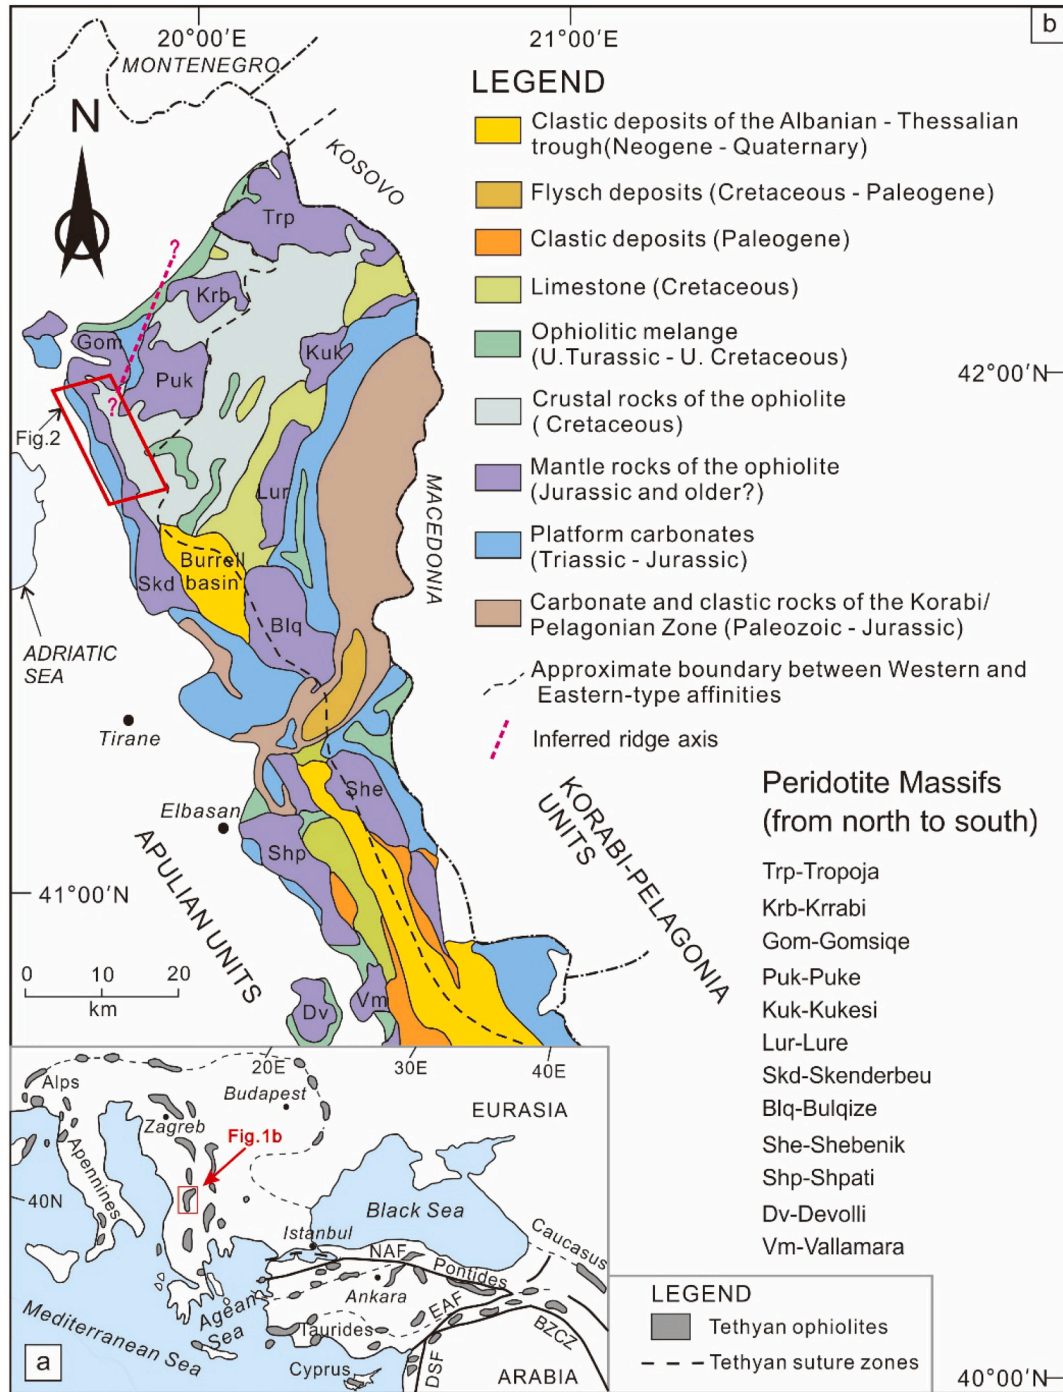 b
20°00′E
21°00′E
MONTENEGRO
N
KOSOVO
LEGEND
Clastic deposits of the Albanian - Thessalian
trough(Neogene - Quaternary)
Flysch deposits (Cretaceous - Paleogene)
Clastic deposits (Paleogene)
Limestone (Cretaceous)
Ophiolitic melange
(U.Turassic - U. Cretaceous)
Crustal rocks of the ophiolite
( Cretaceous)
Mantle rocks of the ophiolite
(Jurassic and older?)
Platform carbonates
(Triassic - Jurassic)
Carbonate and clastic rocks of the Korabi/
Pelagonian Zone (Paleozoic - Jurassic)
Approximate boundary between Western and
Eastern-type affinities
Inferred ridge axis
42°00′N
Trp
?
Krb
Gom
Kuk
Puk
?
Fig.2
Lur
MACEDONIA
Burrell
basin
Skd
Blq
ADRIATIC
SEA
Tirane
She
Elbasan
Shp
KORABI-PELAGONIA
UNITS
APULIAN UNITS
41°00′N
0 10 20
km
Vm
Dv
Peridotite Massifs
(from north to south)
Trp-Tropoja
Krb-Krrabi
Gom-Gomsiqe
Puk-Puke
Kuk-Kukesi
Lur-Lure
Skd-Skenderbeu
Blq-Bulqize
She-Shebenik
Shp-Shpati
Dv-Devolli
Vm-Vallamara
20E
30E
40E
Alps
Budapest
EURASIA
Zagreb
Fig.1b
Apennines
40N
Black Sea
Istanbul
Caucasus
NAF
Pontides
Ankara
Agean
Sea
EAF
Mediterranean Sea
Taurides
BZCZ
DSF
Cyprus
ARABIA
a
LEGEND
Tethyan ophiolites
Tethyan suture zones
40°00′N